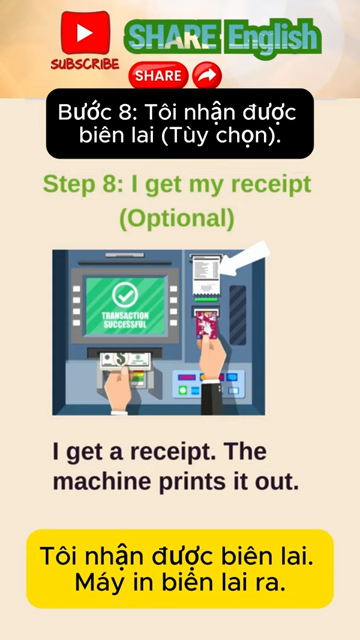 SHARE English
SUBSCRIBE
SHARE
Bước 8: Tôi nhận được
biên lai (Tùy chọn).
Step 8: I get my receipt
(Optional)
TRANSACTION
SUCCESSFUL
I get a receipt. The
machine prints it out.
Tôi nhận được biên lai.
Máy in biên lai ra.